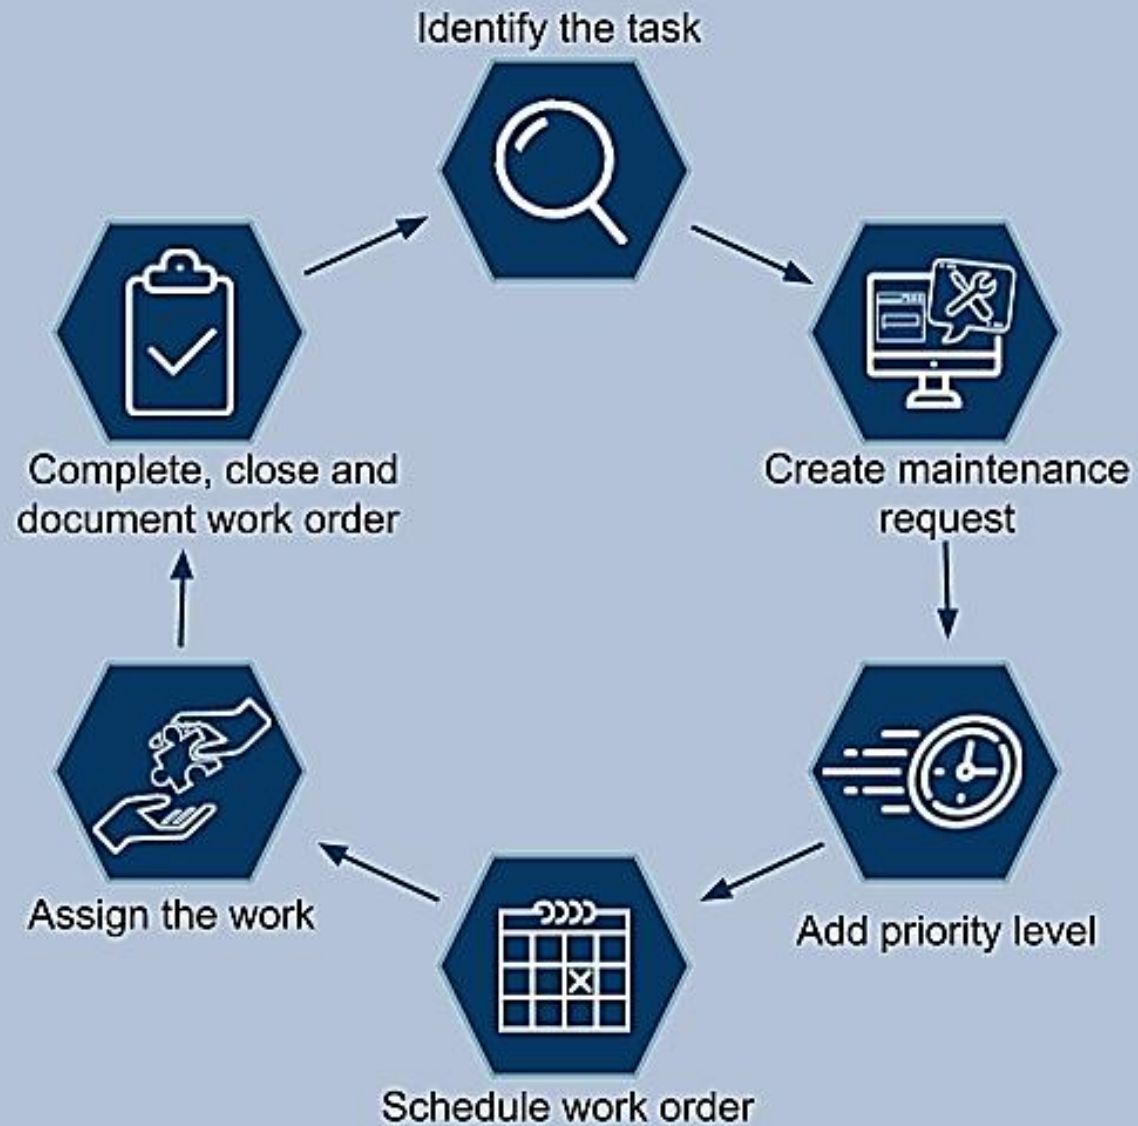 Identify the task
Create maintenance
request
Add priority level
Schedule work order
Assign the work
Complete, close and
document work order